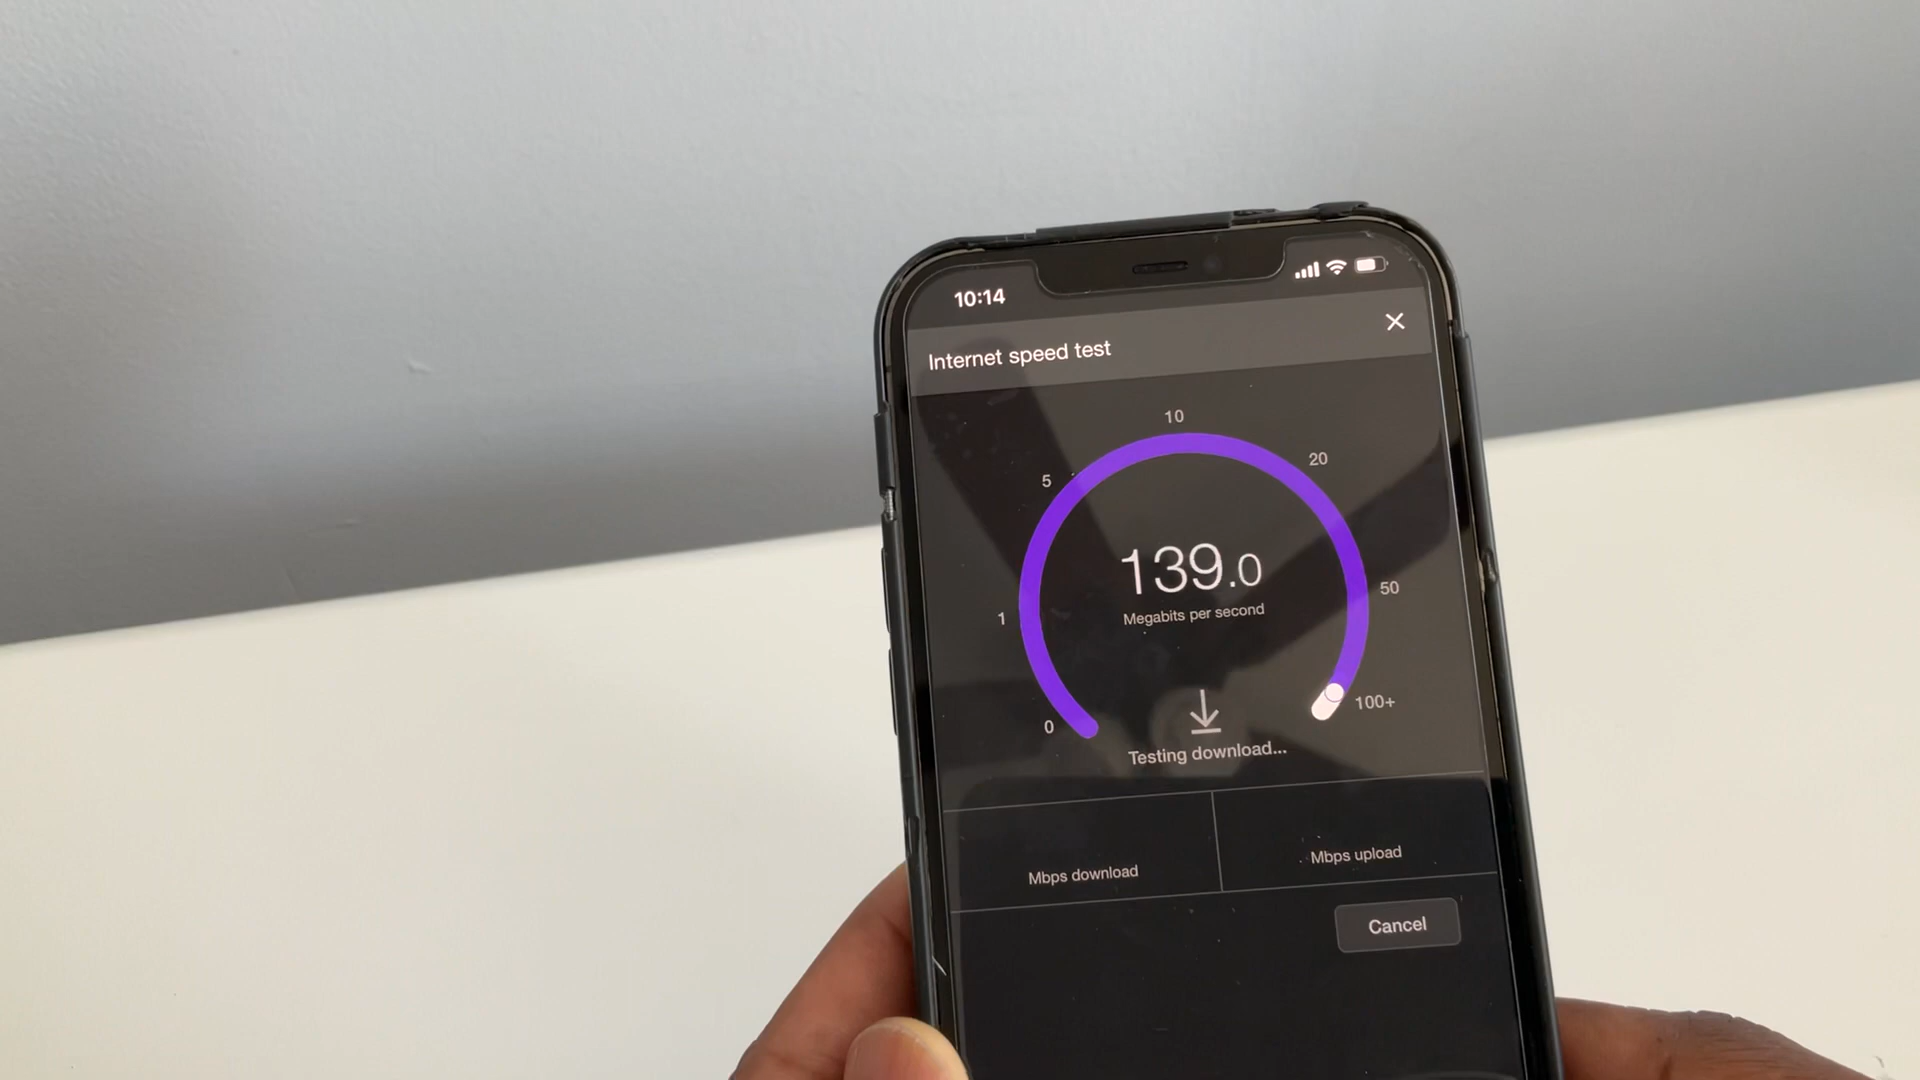 10:14
Internet speed test
10
5
20
139.0
Megabits per second
1
50
0
100+
Testing download...
Mbps download
Mbps upload
Cancel